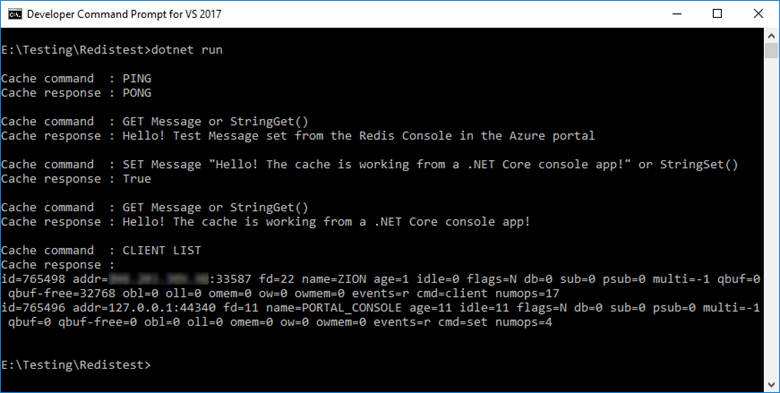 Developer Command Prompt for VS 2017
E:\Testing\Redistest>dotnet run
Cache command  : PING
Cache response : PONG
Cache command  : GET Message or StringGet()
Cache response : Hello! Test Message set from the Redis Console in the Azure portal
Cache command  : SET Message "Hello! The cache is working from a .NET Core console app!" or StringSet()
Cache response : True
Cache command  : GET Message or StringGet()
Cache response : Hello! The cache is working from a .NET Core console app!
Cache command  : CLIENT LIST
Cache response :
id=765498 addr= :33587 fd=22 name=ZION age=1 idle=0 flags=N db=0 sub=0 psub=0 multi=-1 qbuf=0
qbuf-free=32768 obl=0 oll=0 omem=0 ow=0 owmem=0 events=r cmd=client numops=17
id=765496 addr=127.0.0.1:44340 fd=11 name=PORTAL_CONSOLE age=11 idle=11 flags=N db=0 sub=0 psub=0 multi=-1
qbuf=0 qbuf-free=0 obl=0 oll=0 omem=0 ow=0 owmem=0 events=r cmd=set numops=4
E:\Testing\Redistest>